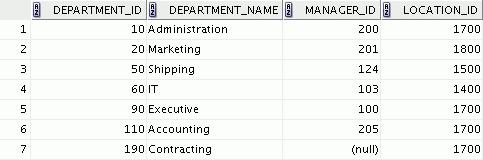 DEPARTMENT_ID DEPARTMENT_NAME MANAGER_ID LOCATION_ID
1 10 Administration 200 1700
2 20 Marketing 201 1800
3 50 Shipping 124 1500
4 60 IT 103 1400
5 90 Executive 100 1700
6 110 Accounting 205 1700
7 190 Contracting (null) 1700